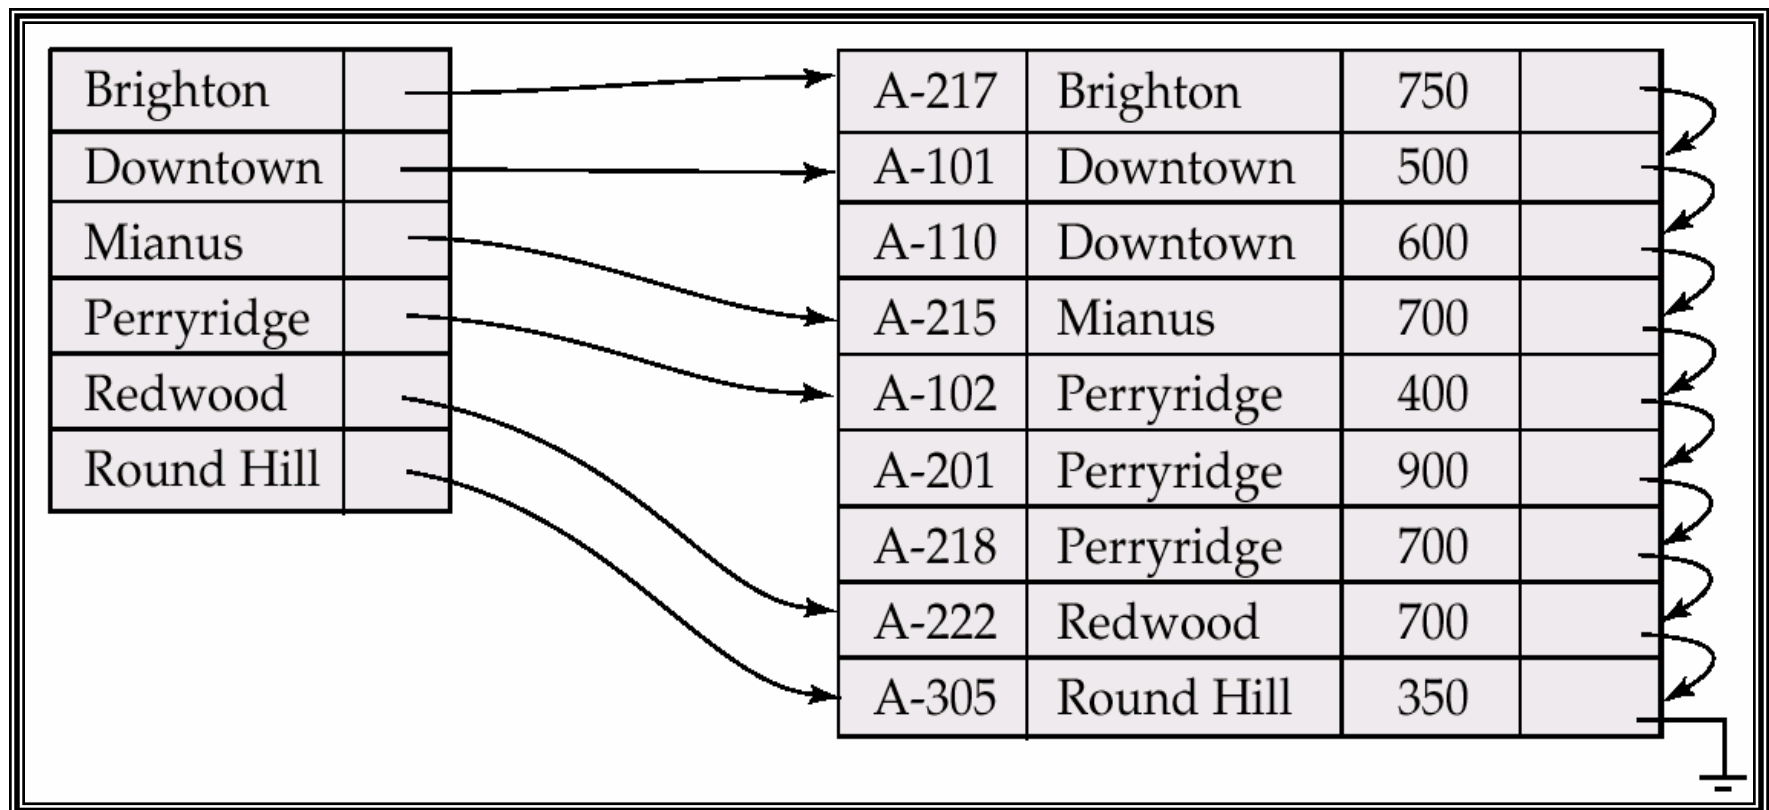 Brighton
Downtown
Mianus
Perryridge
Redwood
Round Hill
A-217 Brighton 750
A-101 Downtown 500
A-110 Downtown 600
A-215 Mianus 700
A-102 Perryridge 400
A-201 Perryridge 900
A-218 Perryridge 700
A-222 Redwood 700
A-305 Round Hill 350